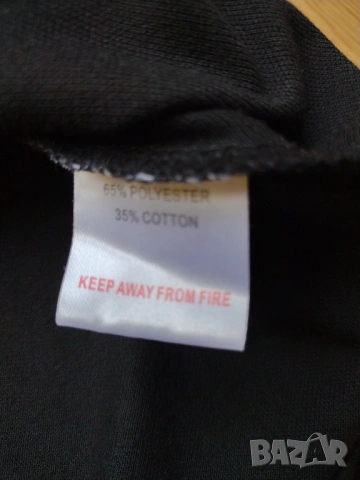 65% POLYESTER
35% COTTON
KEEP AWAY FROM FIRE
BAZAR